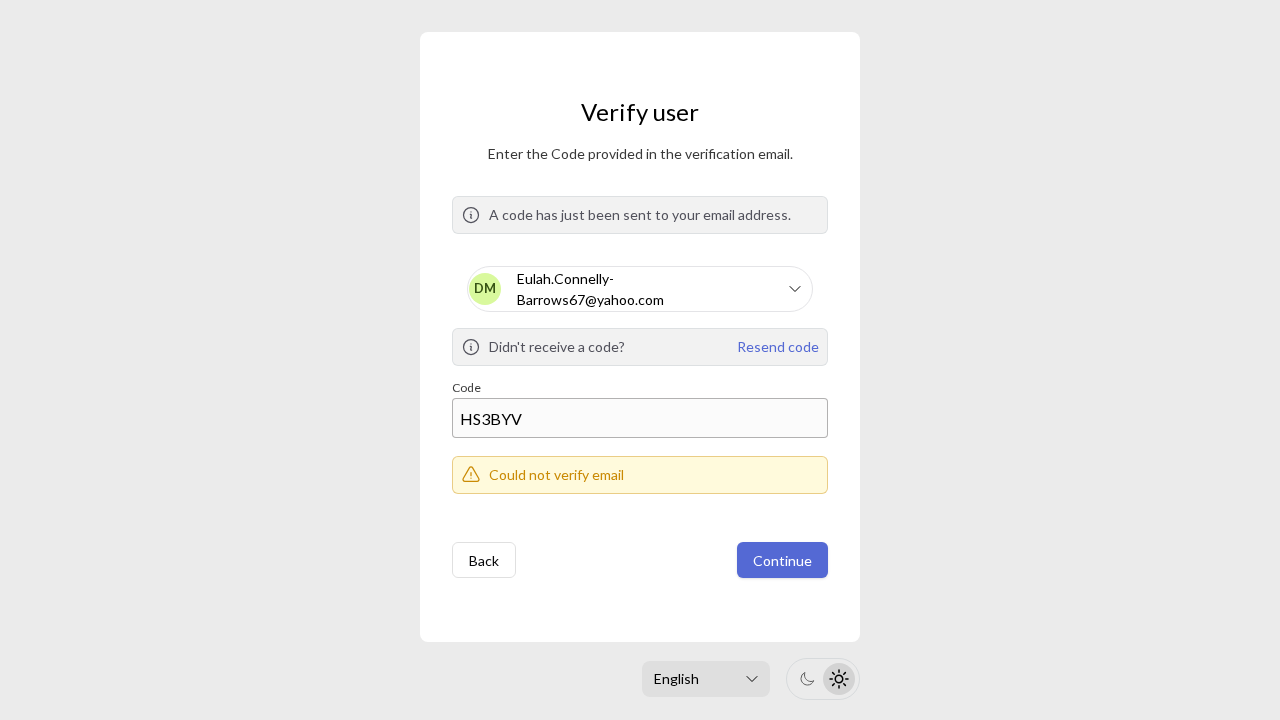 Verify user
Enter the Code provided in the verification email.
A code has just been sent to your email address.
DM
Eulah.Connelly-
Barrows67@yahoo.com
Didn't receive a code?
Resend code
Code
HS3BYV
Could not verify email
Back
Continue
English